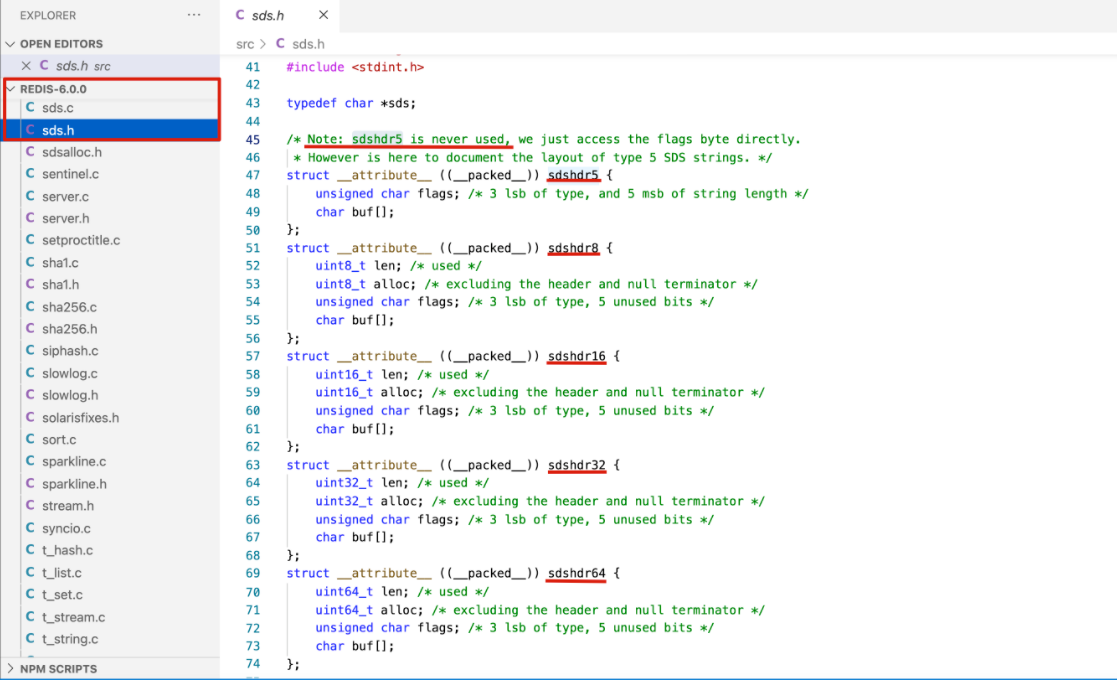 EXPLORER
OPEN EDITORS
sds.h src
REDIS-6.0.0
C sds.c
C sds.h
C sdsalloc.h
C sentinel.c
C server.c
C server.h
C setproctitle.c
C sha1.c
C sha1.h
C sha256.c
C sha256.h
C siphash.c
C slowlog.c
C slowlog.h
C solarisfixes.h
C sort.c
C sparkline.c
C sparkline.h
C stream.h
C syncio.c
C t_hash.c
C t_list.c
C t_set.c
C t_stream.c
C t_string.c
NPM SCRIPTS
C sds.h
src > C sds.h
41 #include <stdint.h>
42
43 typedef char *sds;
44
45 /* Note: sdshdr5 is never used, we just access the flags byte directly.
46  * However is here to document the layout of type 5 SDS strings. */
47 struct __attribute__ ((__packed__)) sdshdr5 {
48     unsigned char flags; /* 3 lsb of type, and 5 msb of string length */
49     char buf[];
50 };
51 struct __attribute__ ((__packed__)) sdshdr8 {
52     uint8_t len; /* used */
53     uint8_t alloc; /* excluding the header and null terminator */
54     unsigned char flags; /* 3 lsb of type, 5 unused bits */
55     char buf[];
56 };
57 struct __attribute__ ((__packed__)) sdshdr16 {
58     uint16_t len; /* used */
59     uint16_t alloc; /* excluding the header and null terminator */
60     unsigned char flags; /* 3 lsb of type, 5 unused bits */
61     char buf[];
62 };
63 struct __attribute__ ((__packed__)) sdshdr32 {
64     uint32_t len; /* used */
65     uint32_t alloc; /* excluding the header and null terminator */
66     unsigned char flags; /* 3 lsb of type, 5 unused bits */
67     char buf[];
68 };
69 struct __attribute__ ((__packed__)) sdshdr64 {
70     uint64_t len; /* used */
71     uint64_t alloc; /* excluding the header and null terminator */
72     unsigned char flags; /* 3 lsb of type, 5 unused bits */
73     char buf[];
74 };